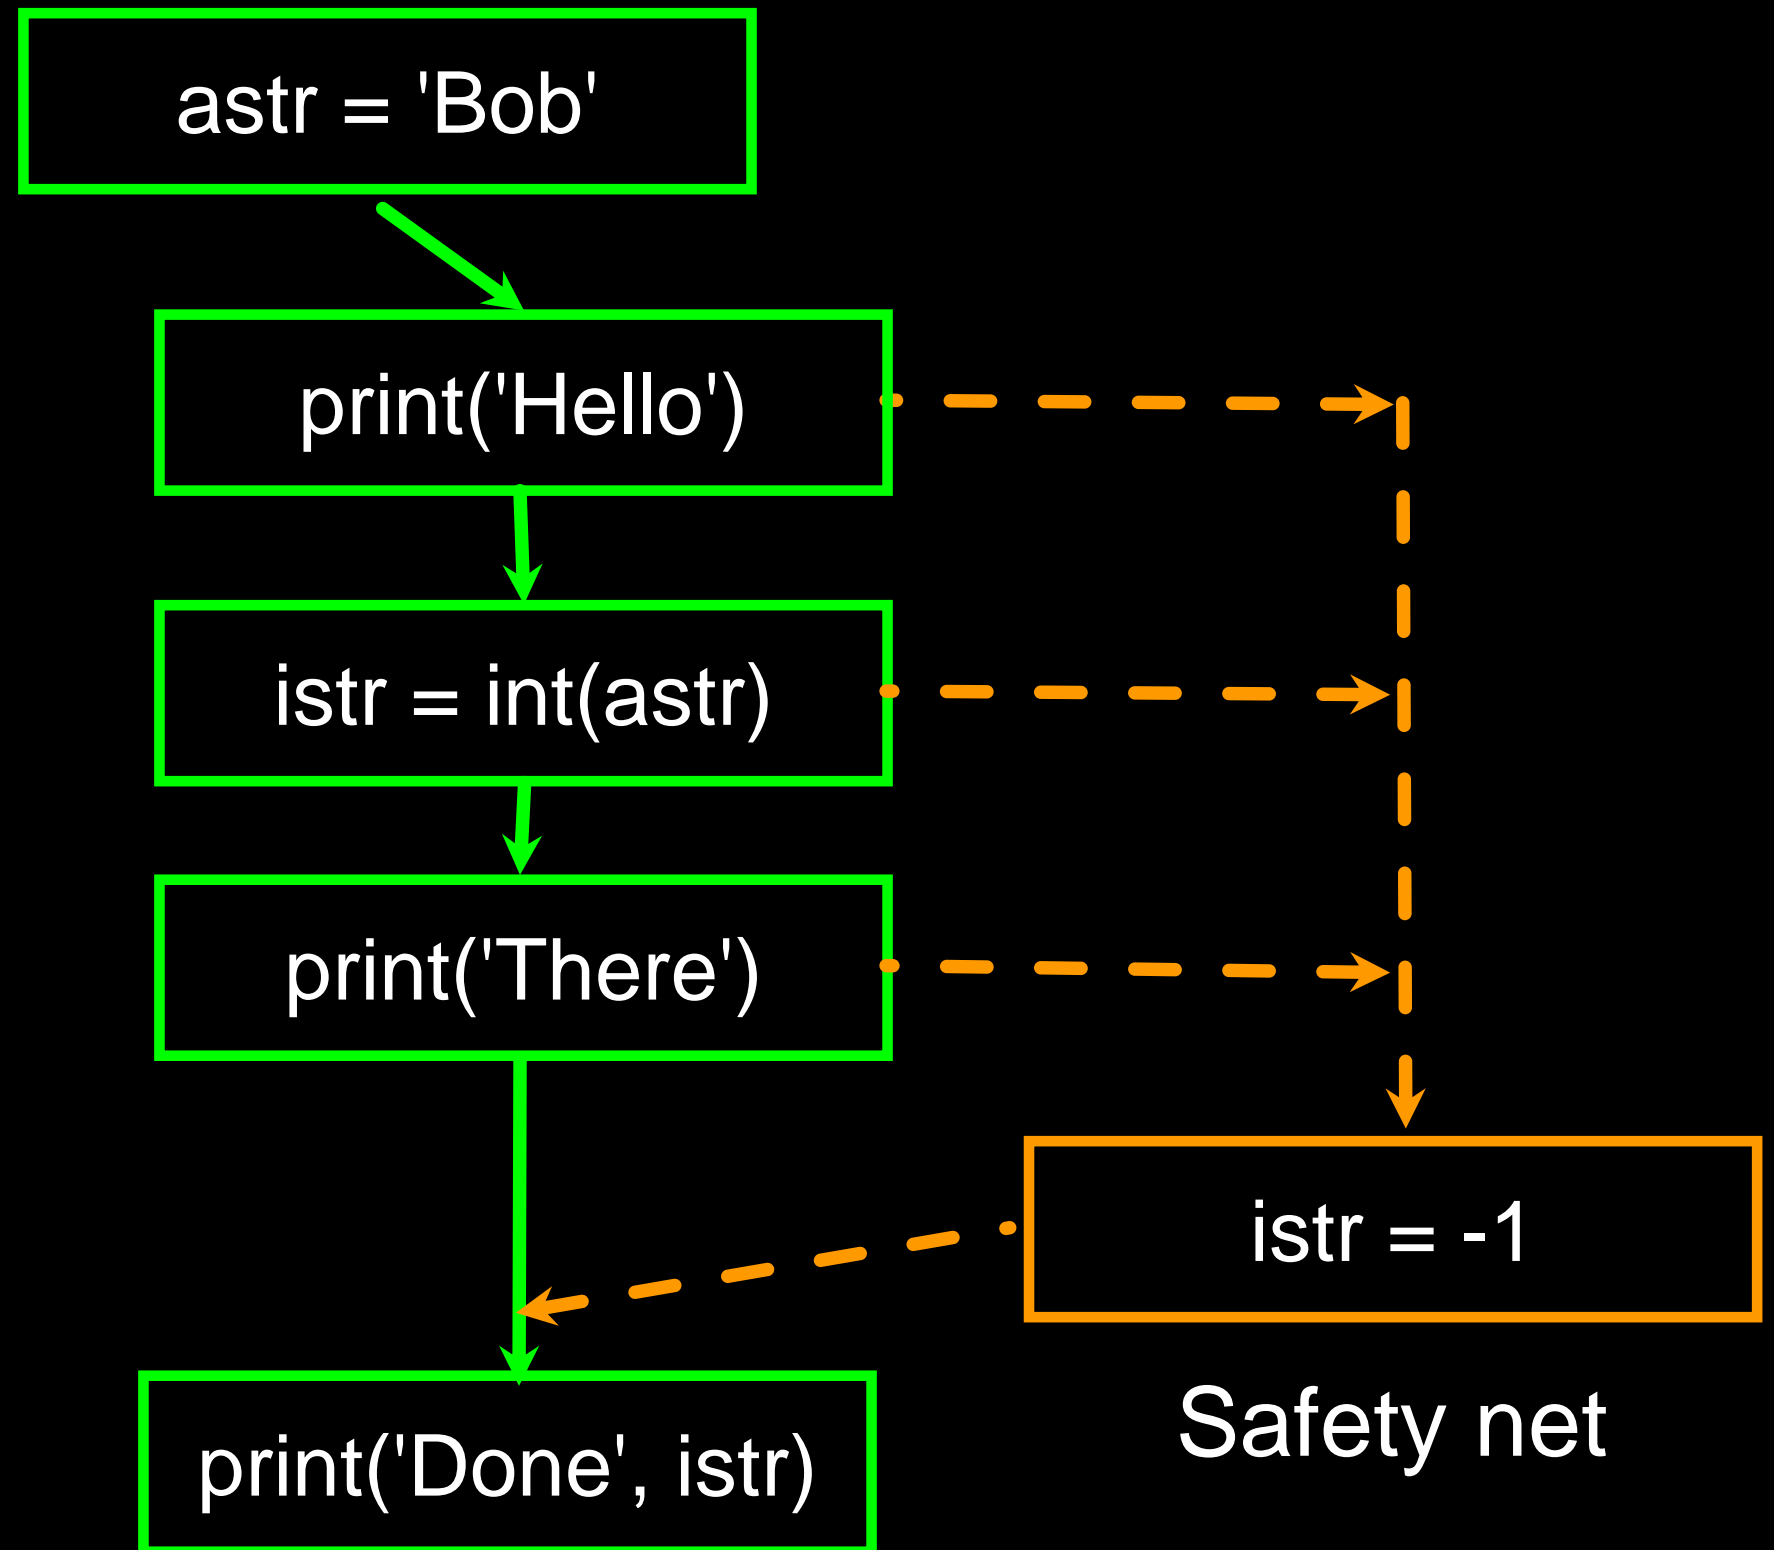 astr = 'Bob'
print('Hello')
istr = int(astr)
print('There')
istr = -1
Safety net
print('Done', istr)